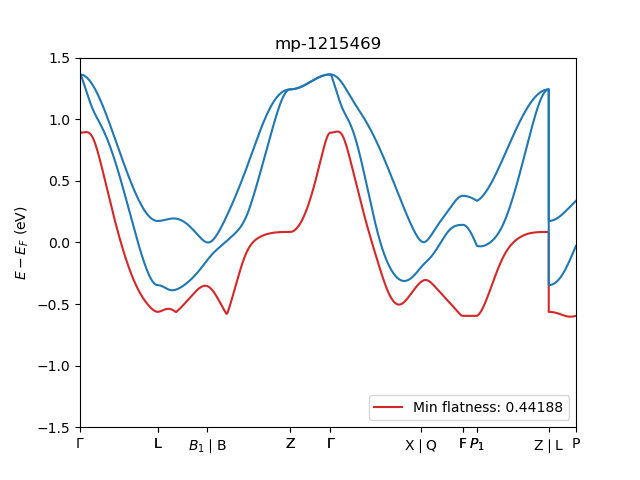 mp-1215469
E − E_F (eV)
1.5
1.0
0.5
0.0
−0.5
−1.0
−1.5
Min flatness: 0.44188
Γ L B₁ | B Z Γ X | Q F P₁ Z | L P